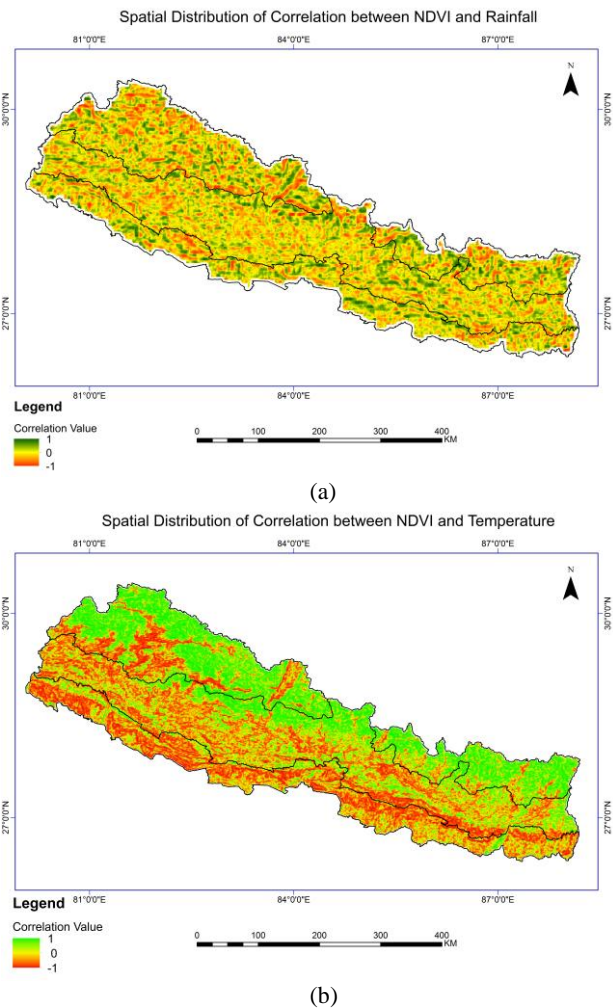 Spatial Distribution of Correlation between NDVI and Rainfall
81°0'0"E 84°0'0"E 87°0'0"E
N
30°0'0"N 30°0'0"N
27°0'0"N 27°0'0"N
81°0'0"E 84°0'0"E 87°0'0"E
Legend
Correlation Value
1
0
-1
0 100 200 300 400
KM
(a)
Spatial Distribution of Correlation between NDVI and Temperature
81°0'0"E 84°0'0"E 87°0'0"E
N
30°0'0"N 30°0'0"N
27°0'0"N 27°0'0"N
81°0'0"E 84°0'0"E 87°0'0"E
Legend
Correlation Value
1
0
-1
0 100 200 300 400
KM
(b)